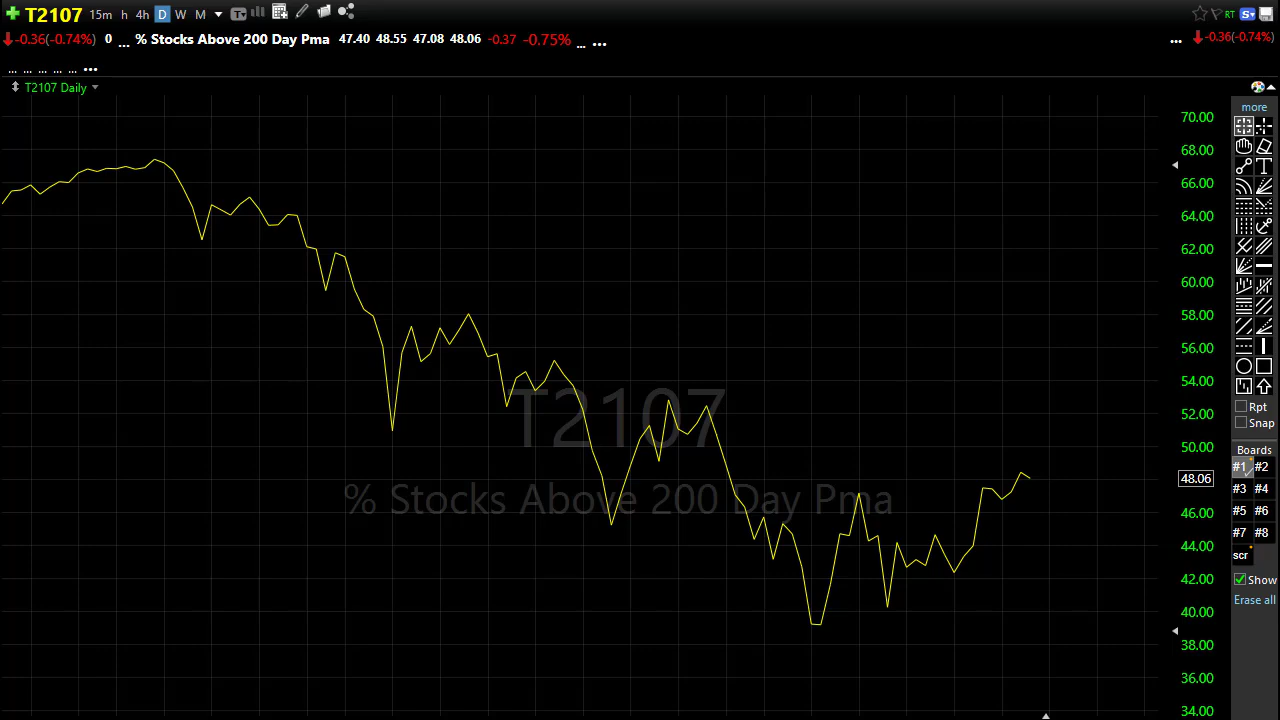 T2107 15m h 4h D W M
RT S
-0.36(-0.74%) 0 ... % Stocks Above 200 Day Pma 47.40 48.55 47.08 48.06 -0.37 -0.75% ... ... ... -0.36(-0.74%)
... ... ... ... ... ...
T2107 Daily
more
70.00
68.00
66.00
64.00
62.00
60.00
58.00
56.00
54.00
52.00
50.00
48.06
46.00
44.00
42.00
40.00
38.00
36.00
34.00
T2107
% Stocks Above 200 Day Pma
Rpt
Snap
Boards
#1 #2
#3 #4
#5 #6
#7 #8
scr
Show
Erase all